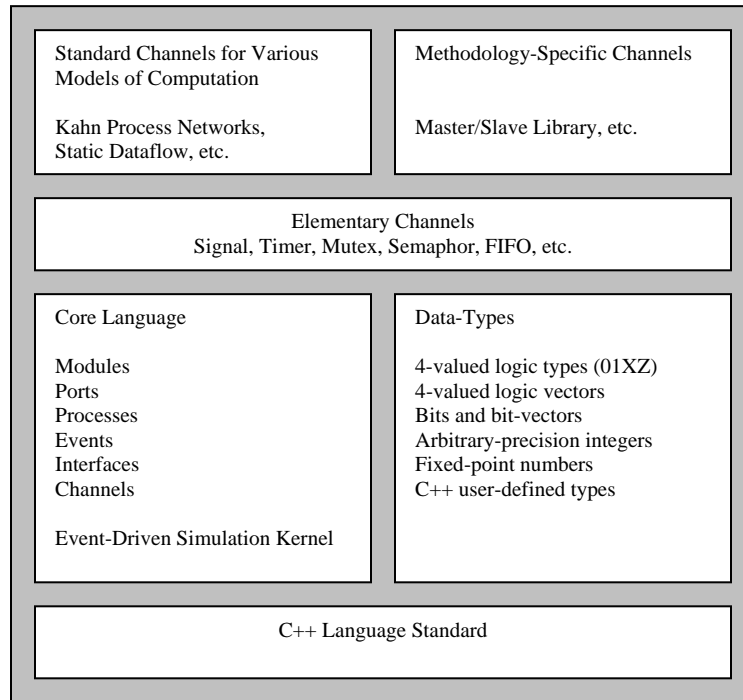 Standard Channels for Various
Models of Computation
Kahn Process Networks,
Static Dataflow, etc.
Methodology-Specific Channels
Master/Slave Library, etc.
Elementary Channels
Signal, Timer, Mutex, Semaphor, FIFO, etc.
Core Language
Modules
Ports
Processes
Events
Interfaces
Channels
Event-Driven Simulation Kernel
Data-Types
4-valued logic types (01XZ)
4-valued logic vectors
Bits and bit-vectors
Arbitrary-precision integers
Fixed-point numbers
C++ user-defined types
C++ Language Standard